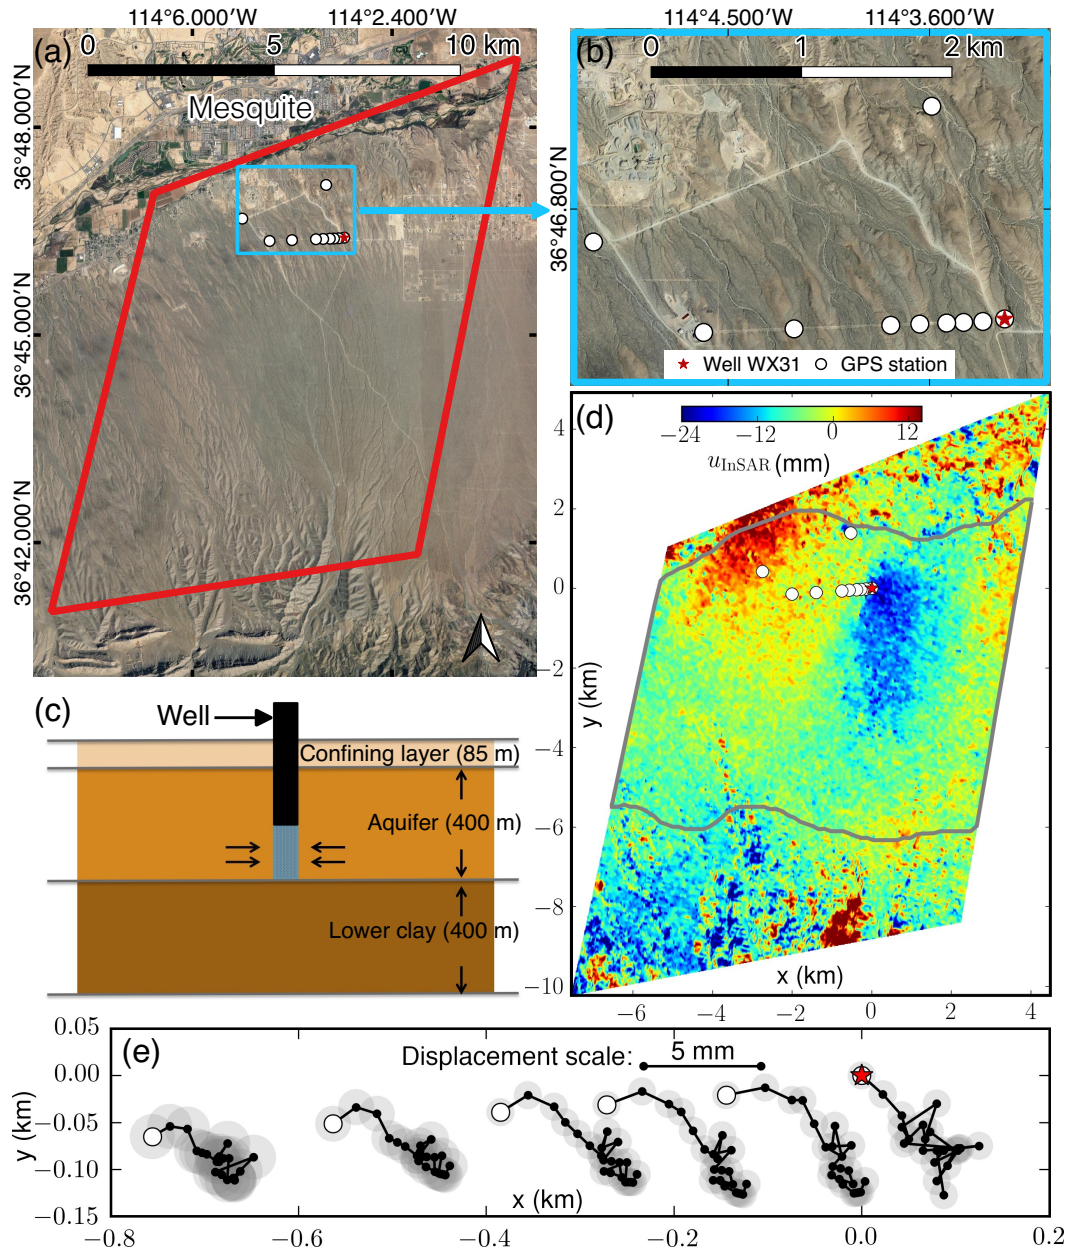 114°6.000′W 114°2.400′W
(a)
0 5 10 km
Mesquite
36°48.000′N
36°45.000′N
36°42.000′N
114°4.500′W 114°3.600′W
(b)
0 1 2 km
36°46.800′N
Well WX31 GPS station
(c)
Well
Confining layer (85 m)
Aquifer (400 m)
Lower clay (400 m)
(d)
−24 −12 0 12
uInSAR (mm)
4
2
0
−2
−4
−6
−8
−10
y (km)
x (km)
−6 −4 −2 0 2 4
(e)
Displacement scale: 5 mm
0.05
0.00
−0.05
−0.10
−0.15
y (km)
x (km)
−0.8 −0.6 −0.4 −0.2 0.0 0.2